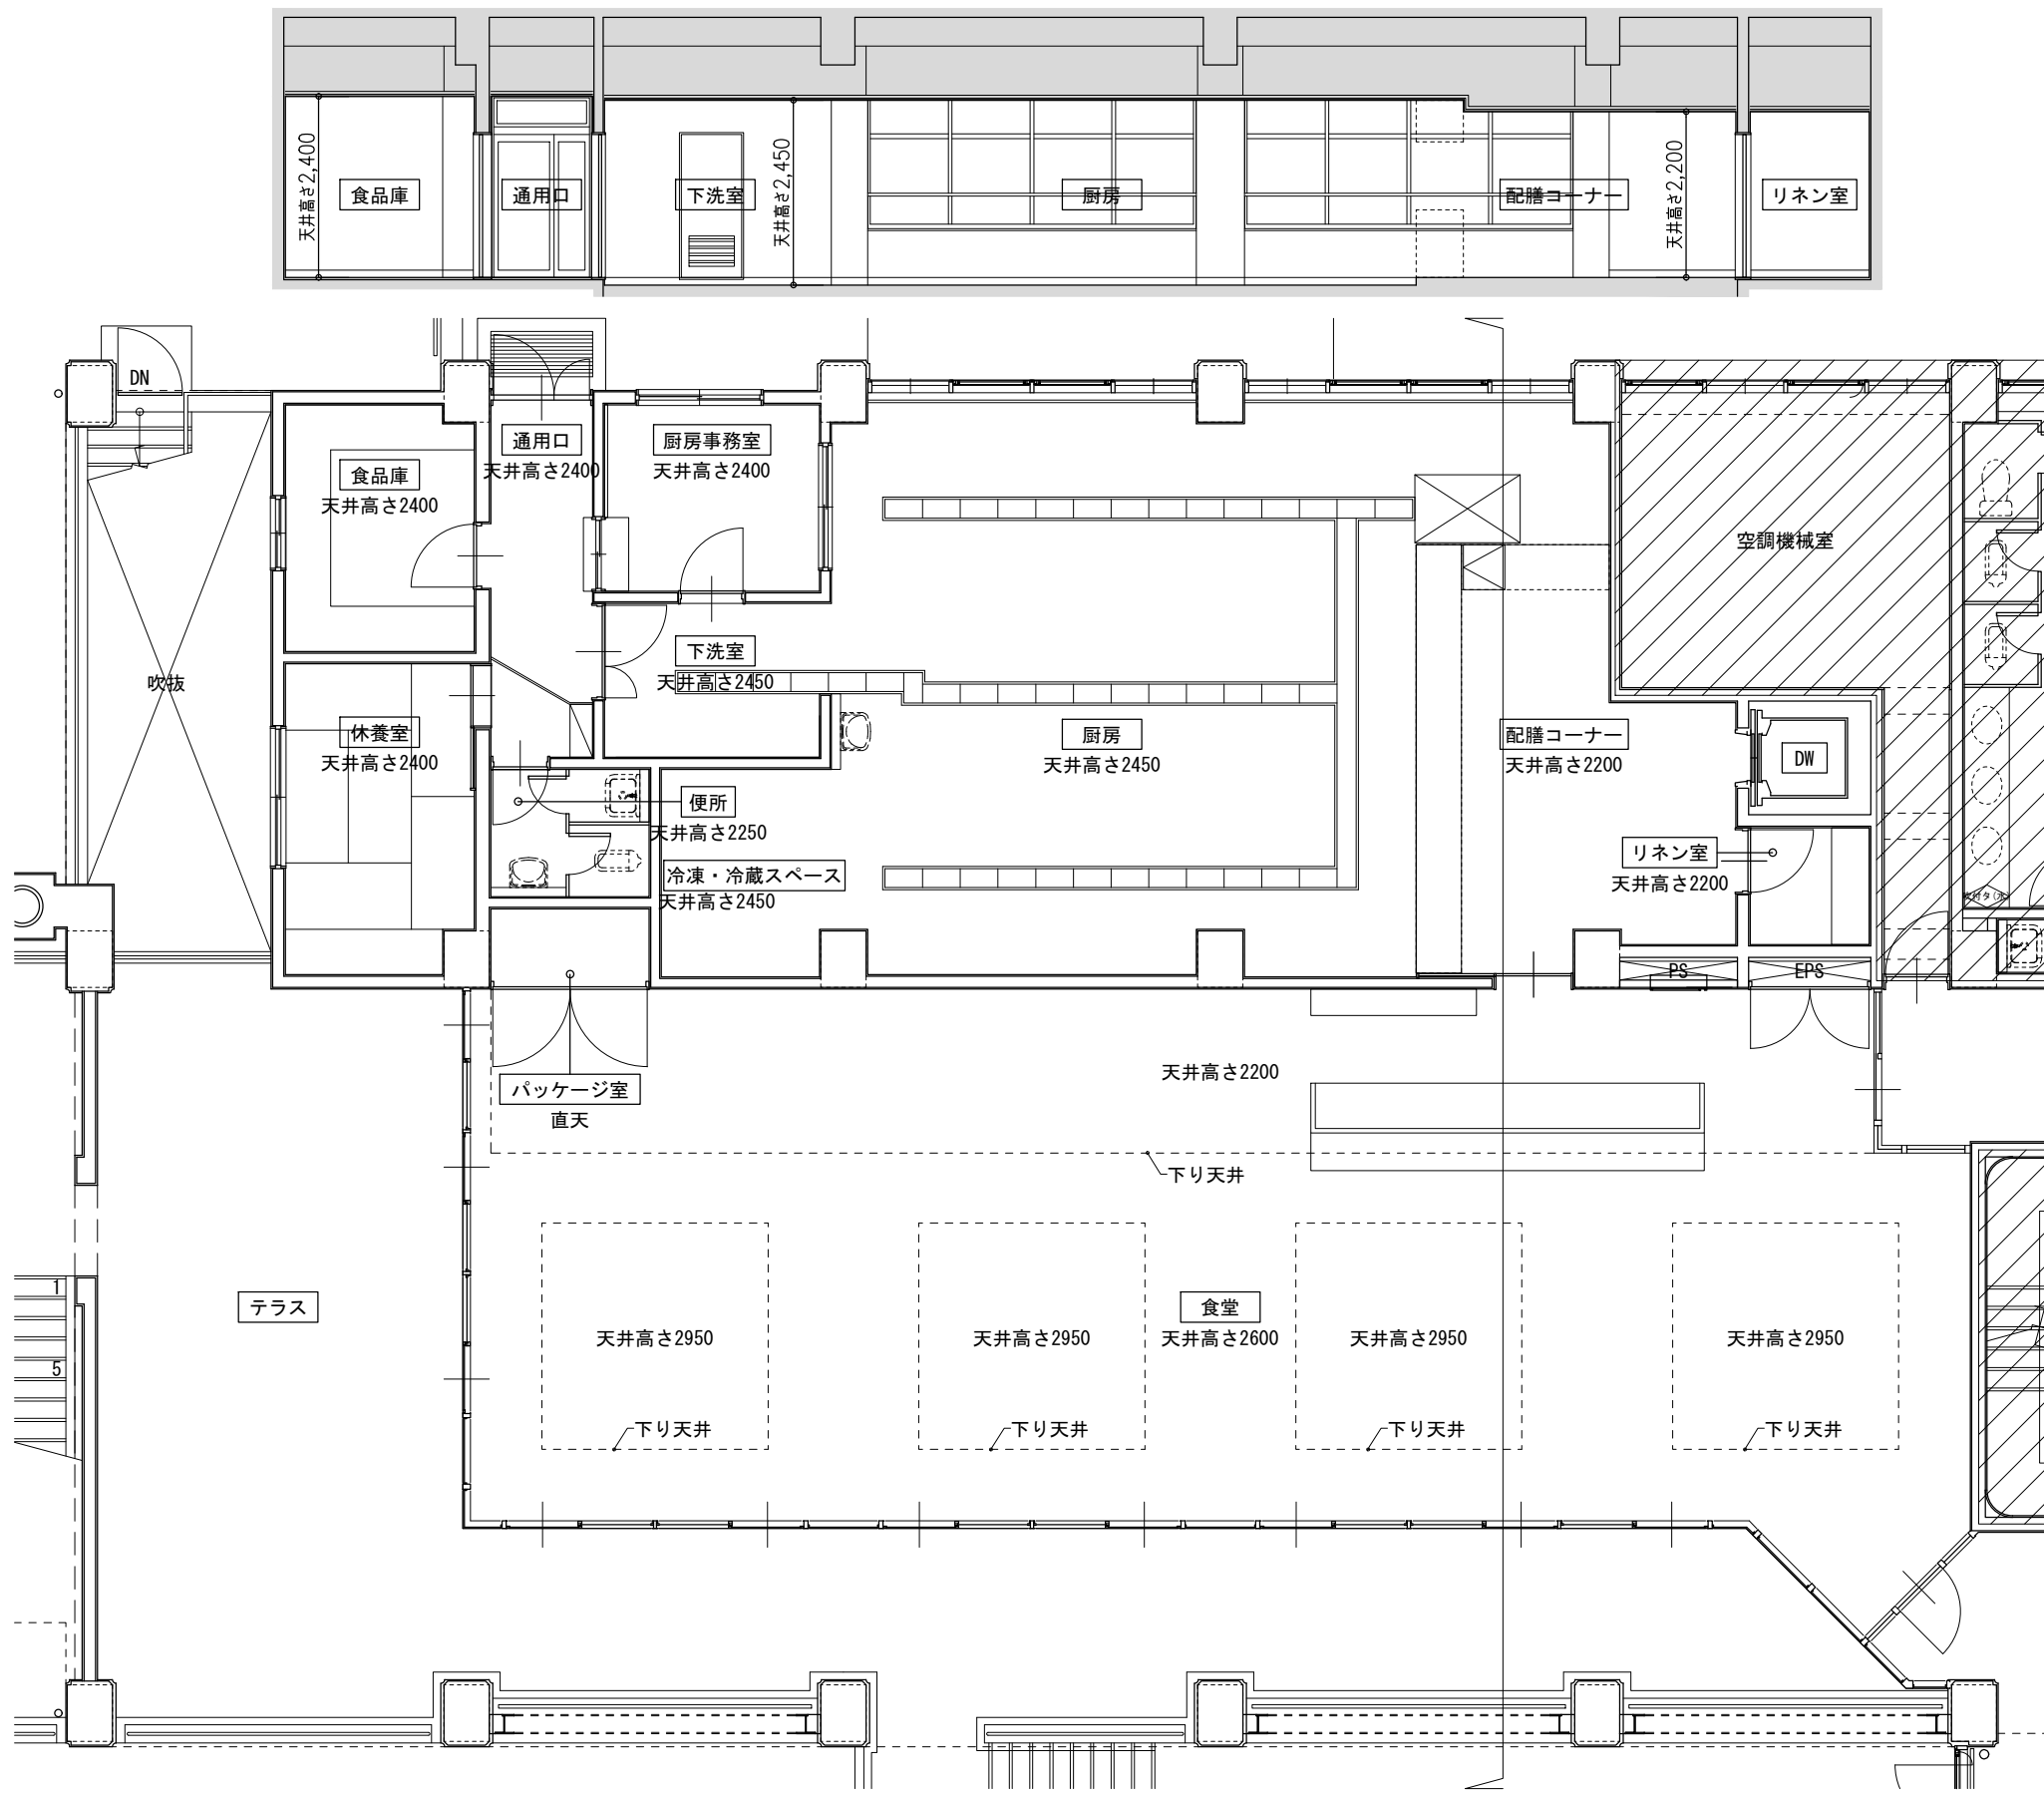 天井高さ2,400
食品庫
通用口
下洗室
天井高さ2,450
厨房
配膳コーナー
天井高さ2,200
リネン室
DN
通用口
天井高さ2400
厨房事務室
天井高さ2400
食品庫
天井高さ2400
空調機械室
吹抜
下洗室
天井高さ2450
休養室
天井高さ2400
厨房
天井高さ2450
配膳コーナー
天井高さ2200
DW
便所
天井高さ2250
リネン室
天井高さ2200
冷凍・冷蔵スペース
天井高さ2450
PS
EPS
パッケージ室
直天
天井高さ2200
下り天井
テラス
1
5
食堂
天井高さ2600
天井高さ2950
天井高さ2950
天井高さ2950
天井高さ2950
下り天井
下り天井
下り天井
下り天井